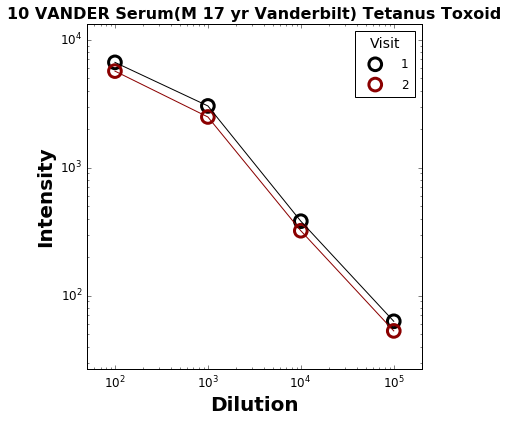 10 VANDER Serum(M 17 yr Vanderbilt) Tetanus Toxoid
Visit
1
2
10⁴
10³
10²
Intensity
10² 10³ 10⁴ 10⁵
Dilution